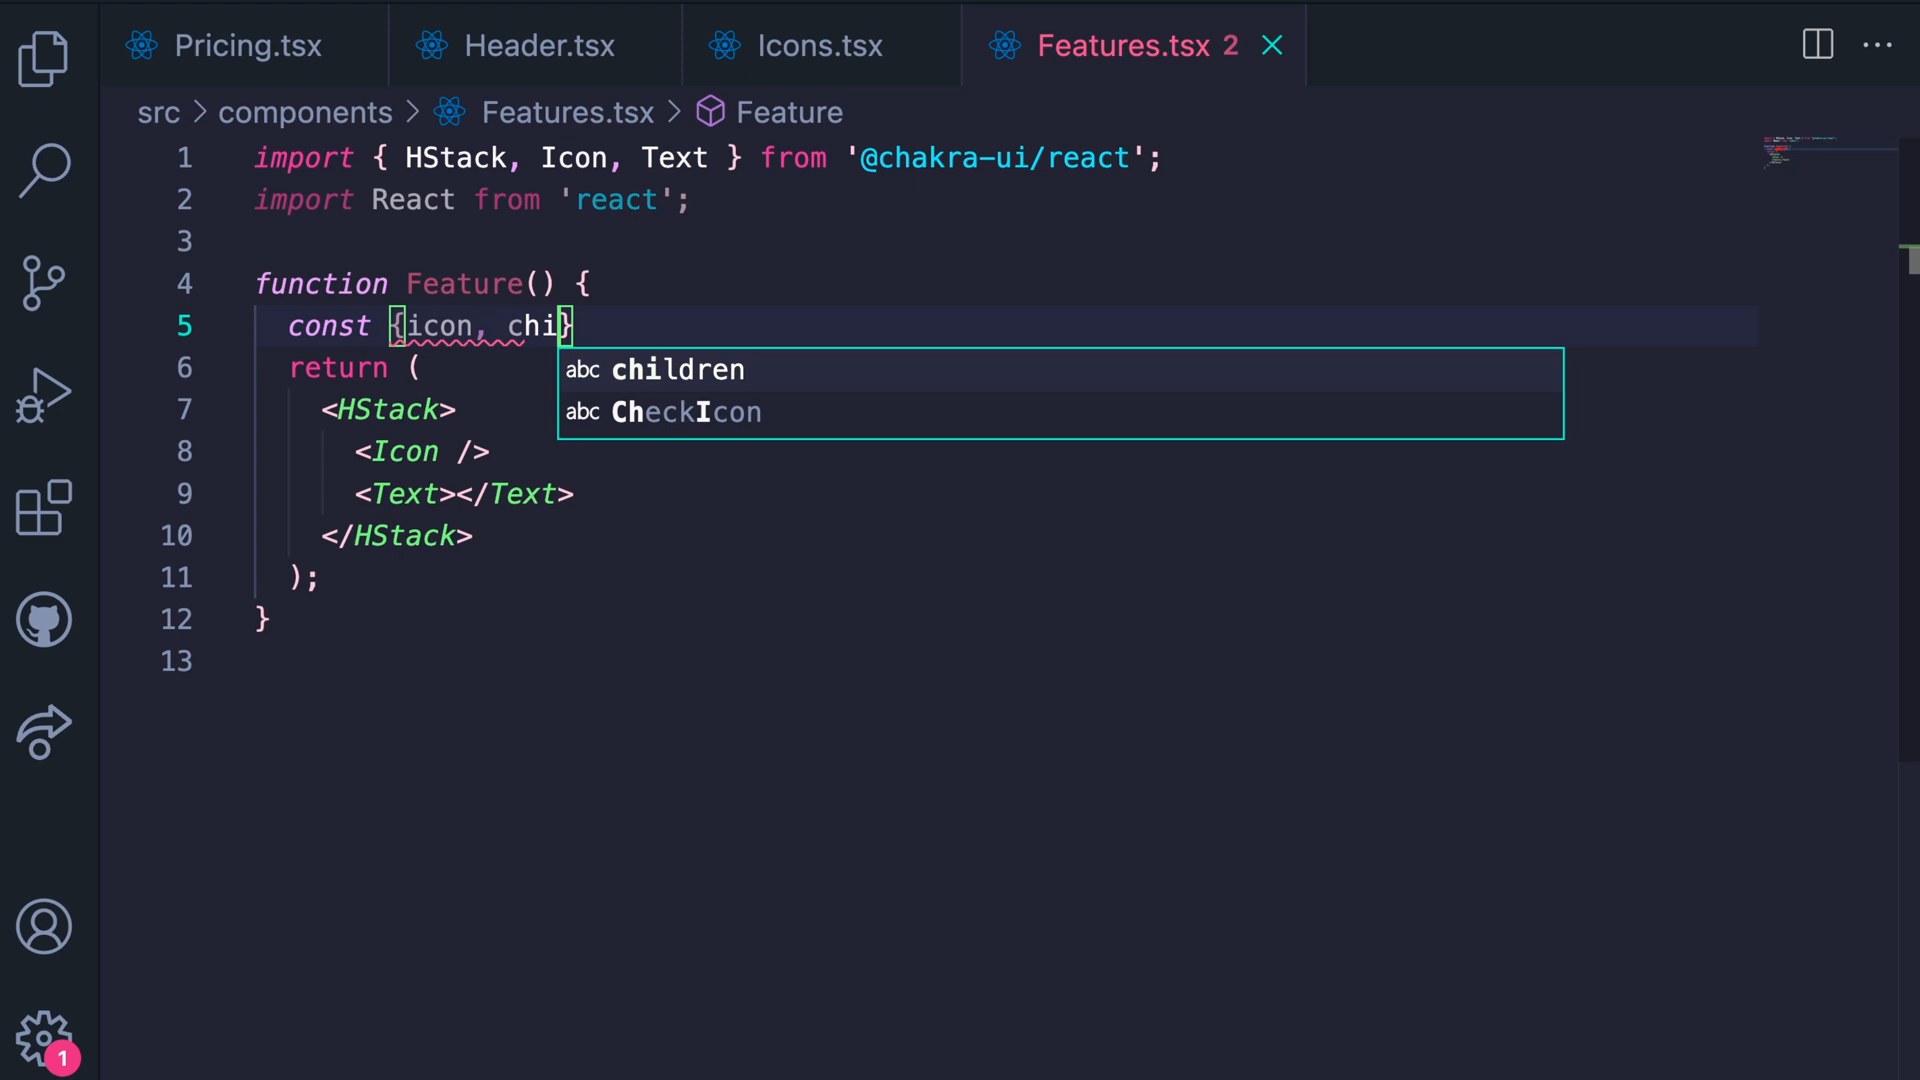 Pricing.tsx Header.tsx Icons.tsx Features.tsx 2
src > components > Features.tsx > Feature
1 import { HStack, Icon, Text } from '@chakra-ui/react';
2 import React from 'react';
3
4 function Feature() {
5 const {icon, chi}
abc children
abc CheckIcon
6 return (
7 <HStack>
8 <Icon />
9 <Text></Text>
10 </HStack>
11 );
12 }
13
1